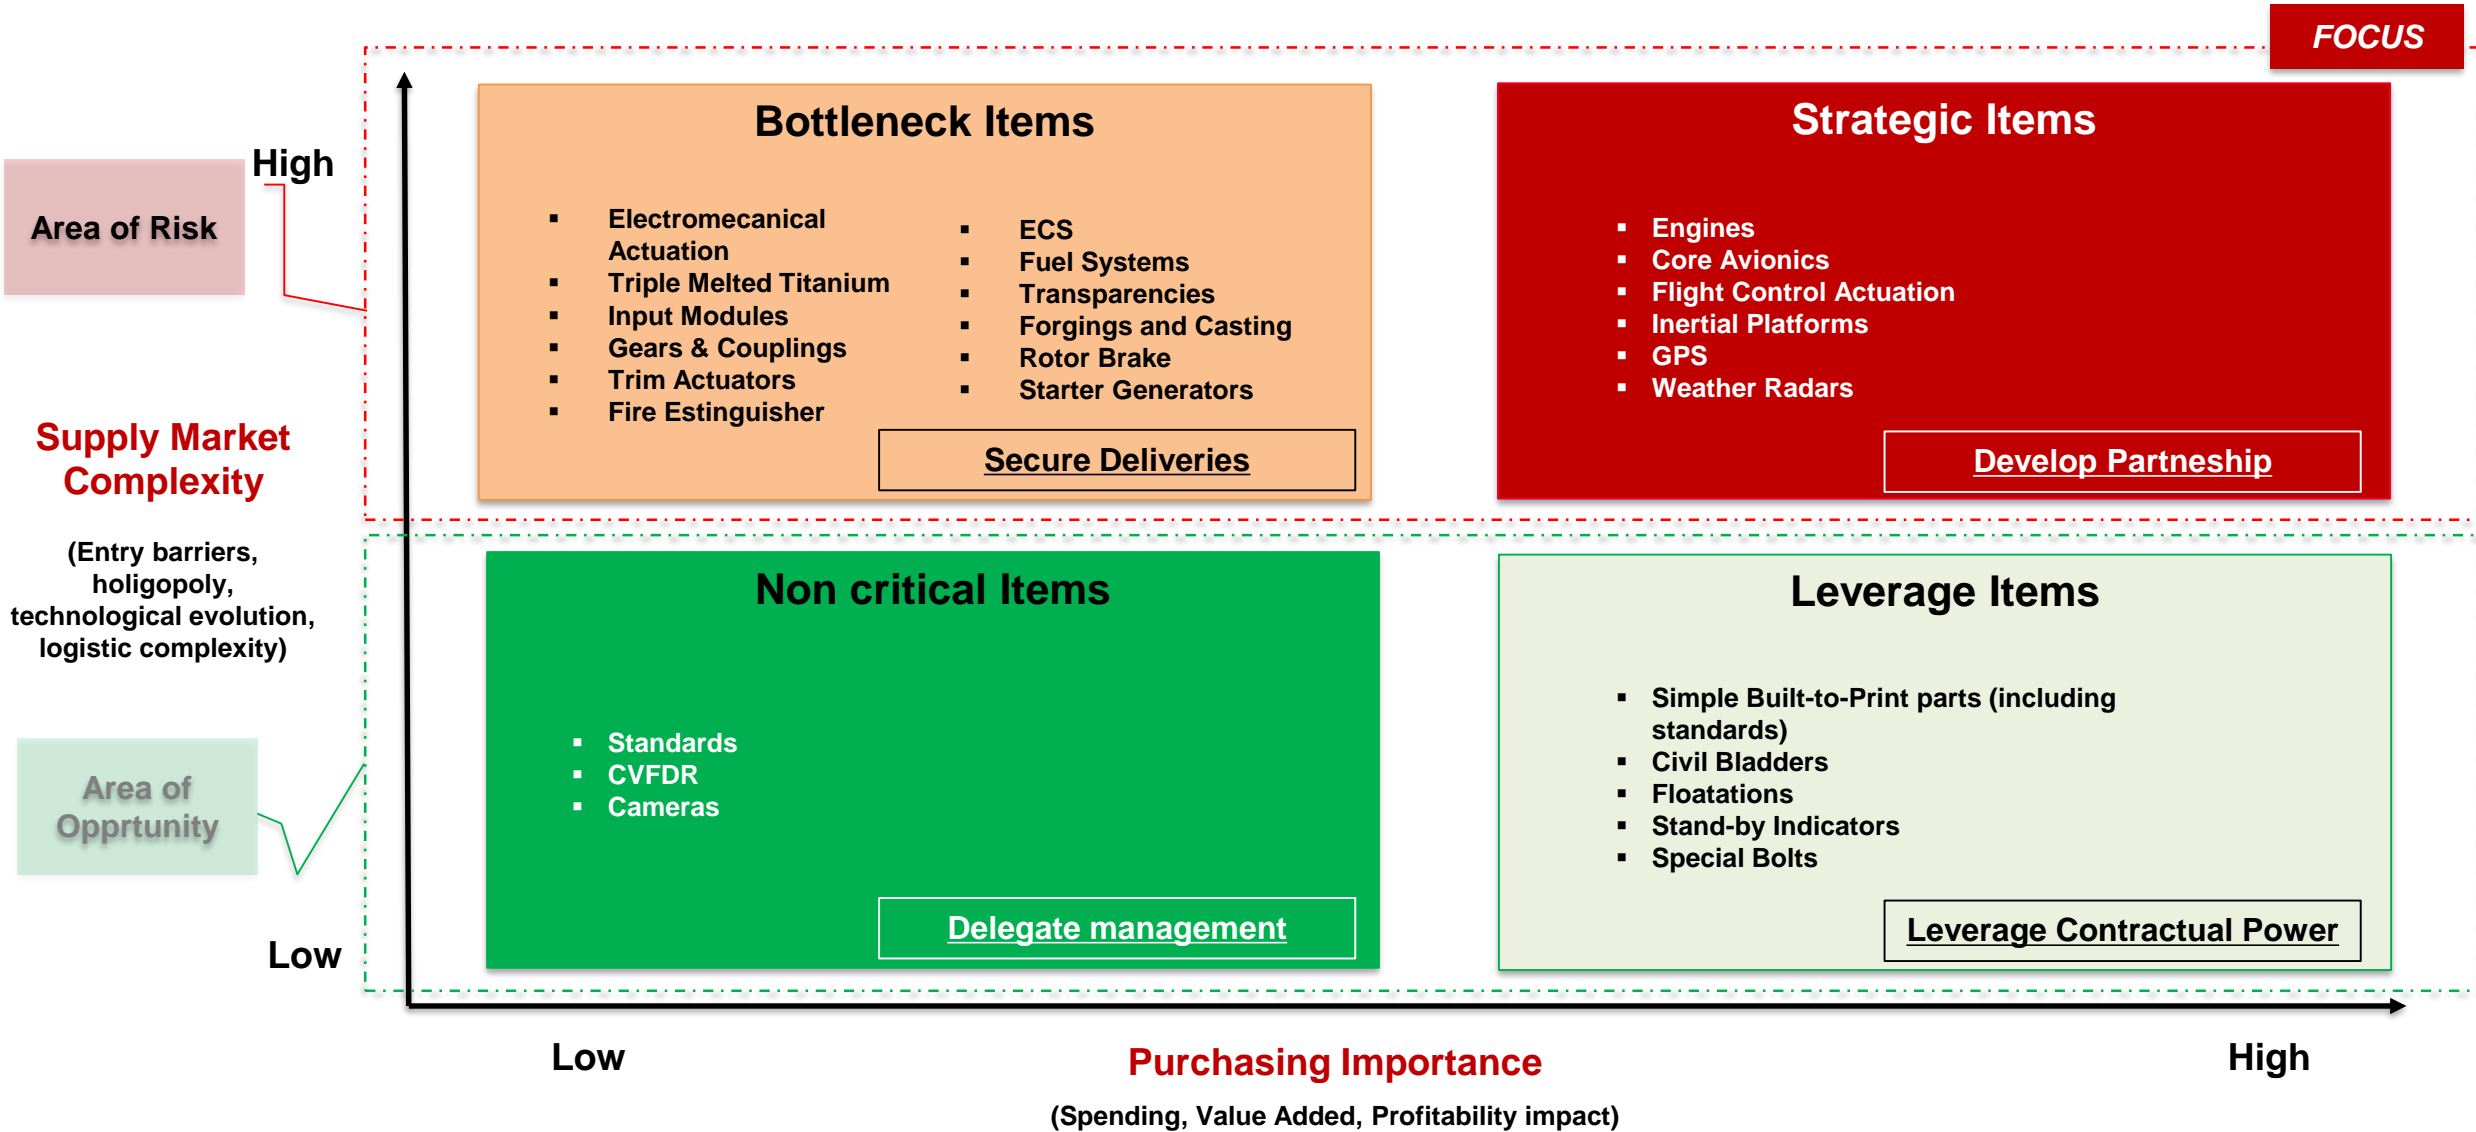 FOCUS
High
Area of Risk
Supply Market
Complexity
(Entry barriers,
holigopoly,
technological evolution,
logistic complexity)
Area of
Opprtunity
Low
Bottleneck Items
▪ Electromecanical
Actuation
▪ Triple Melted Titanium
▪ Input Modules
▪ Gears & Couplings
▪ Trim Actuators
▪ Fire Estinguisher
▪ ECS
▪ Fuel Systems
▪ Transparencies
▪ Forgings and Casting
▪ Rotor Brake
▪ Starter Generators
Secure Deliveries
Strategic Items
▪ Engines
▪ Core Avionics
▪ Flight Control Actuation
▪ Inertial Platforms
▪ GPS
▪ Weather Radars
Develop Partneship
Non critical Items
▪ Standards
▪ CVFDR
▪ Cameras
Delegate management
Leverage Items
▪ Simple Built-to-Print parts (including
standards)
▪ Civil Bladders
▪ Floatations
▪ Stand-by Indicators
▪ Special Bolts
Leverage Contractual Power
Low
Purchasing Importance
High
(Spending, Value Added, Profitability impact)